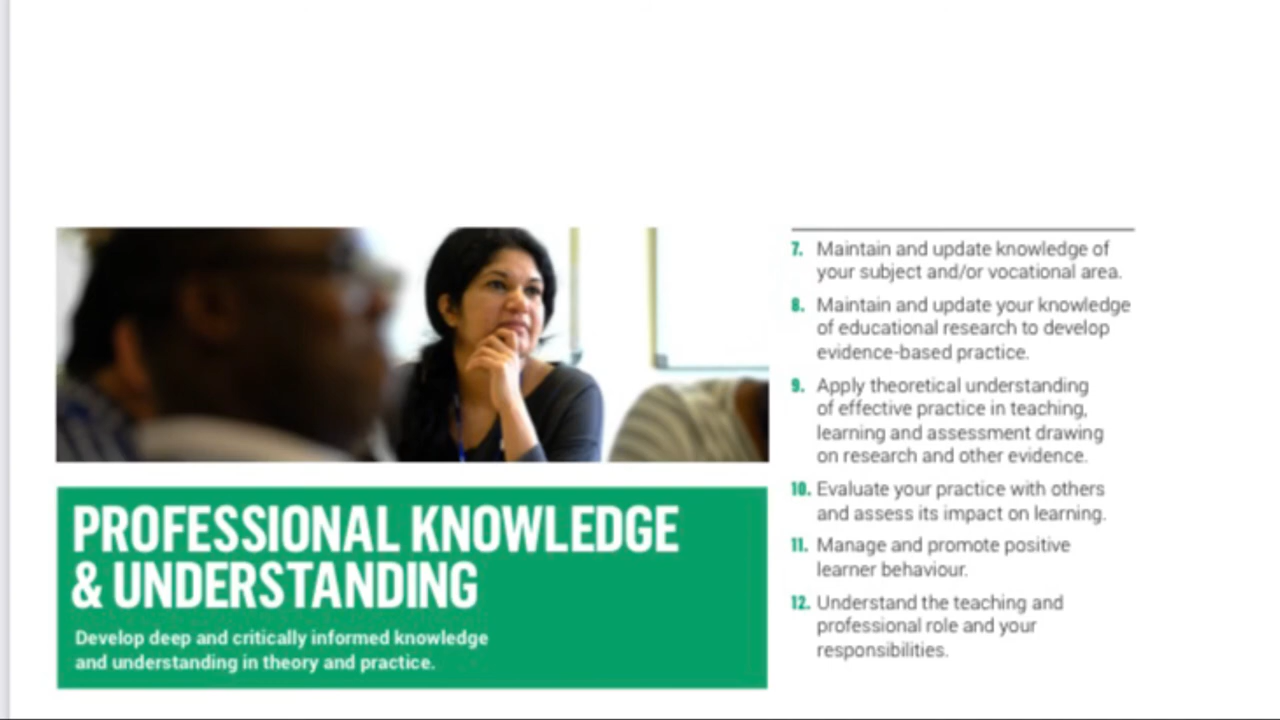 PROFESSIONAL KNOWLEDGE
& UNDERSTANDING
Develop deep and critically informed knowledge
and understanding in theory and practice.
7. Maintain and update knowledge of
your subject and/or vocational area.
8. Maintain and update your knowledge
of educational research to develop
evidence-based practice.
9. Apply theoretical understanding
of effective practice in teaching,
learning and assessment drawing
on research and other evidence.
10. Evaluate your practice with others
and assess its impact on learning.
11. Manage and promote positive
learner behaviour.
12. Understand the teaching and
professional role and your
responsibilities.